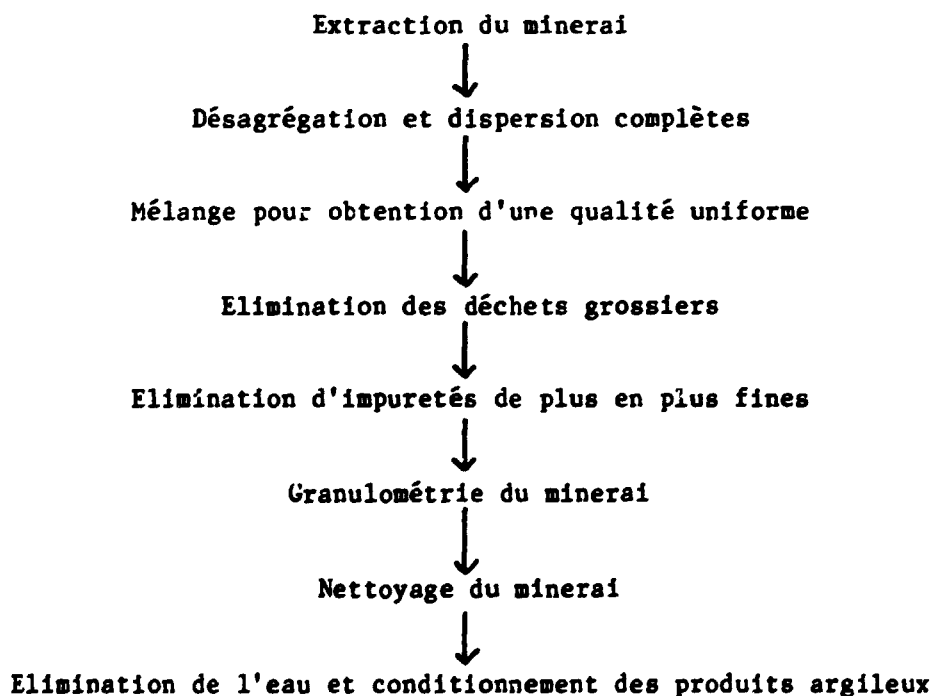 Extraction du minerai
Désagrégation et dispersion complètes
Mélange pour obtention d'une qualité uniforme
Elimination des déchets grossiers
Elimination d'impuretés de plus en plus fines
Granulométrie du minerai
Nettoyage du minerai
Elimination de l'eau et conditionnement des produits argileux